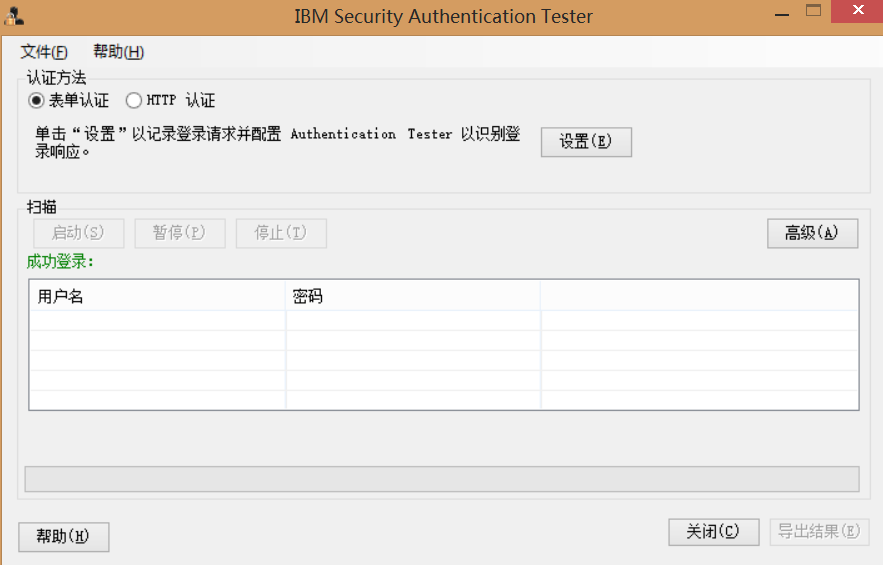 IBM Security Authentication Tester
文件(F) 帮助(H)
认证方法
表单认证 HTTP 认证
单击“设置”以记录登录请求并配置 Authentication Tester 以识别登
录响应。
设置(E)
扫描
启动(S) 暂停(P) 停止(T) 高级(A)
成功登录:
用户名 密码
帮助(H) 关闭(C) 导出结果(E)